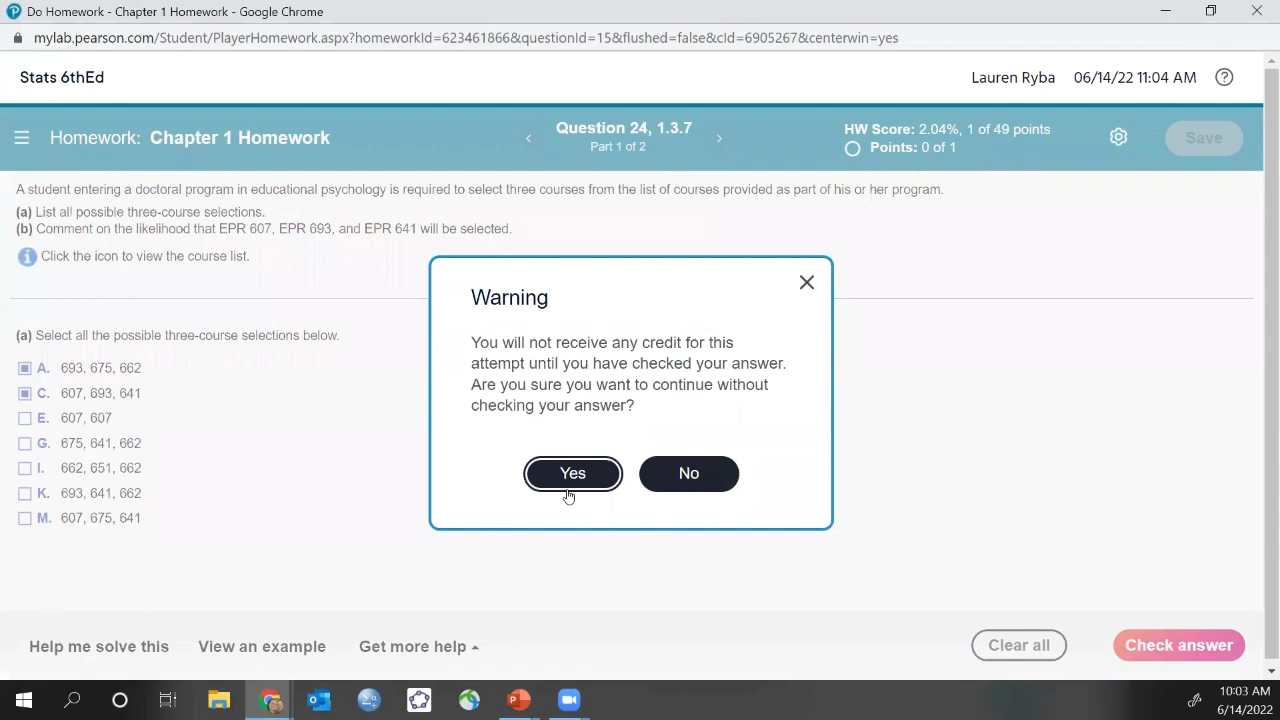 Do Homework - Chapter 1 Homework - Google Chrome
mylab.pearson.com/Student/PlayerHomework.aspx?homeworkId=623461866&questionId=15&flushed=false&cId=6905267&centerwin=yes
Stats 6thEd
Lauren Ryba 06/14/22 11:04 AM ?
Homework: Chapter 1 Homework
Question 24, 1.3.7
Part 1 of 2
HW Score: 2.04%, 1 of 49 points
Points: 0 of 1
Save
A student entering a doctoral program in educational psychology is required to select three courses from the list of courses provided as part of his or her program.
(a) List all possible three-course selections.
(b) Comment on the likelihood that EPR 607, EPR 693, and EPR 641 will be selected.
Click the icon to view the course list.
(a) Select all the possible three-course selections below.
A. 693, 675, 662
C. 607, 693, 641
E. 607, 607
G. 675, 641, 662
I. 662, 651, 662
K. 693, 641, 662
M. 607, 675, 641
Warning
You will not receive any credit for this
attempt until you have checked your answer.
Are you sure you want to continue without
checking your answer?
Yes
No
Help me solve this
View an example
Get more help
Clear all
Check answer
10:03 AM
6/14/2022